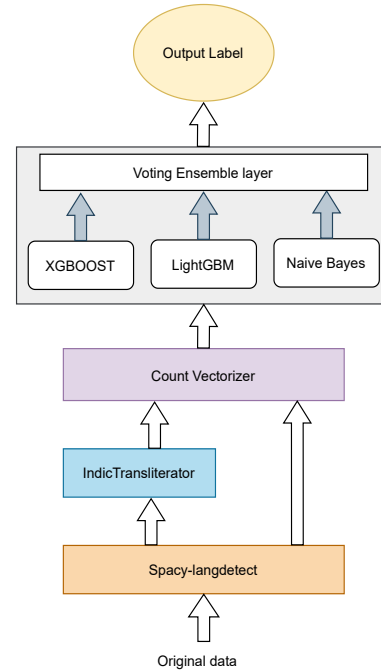 Output Label
Voting Ensemble layer
XGBOOST
LightGBM
Naive Bayes
Count Vectorizer
IndicTransliterator
Spacy-langdetect
Original data